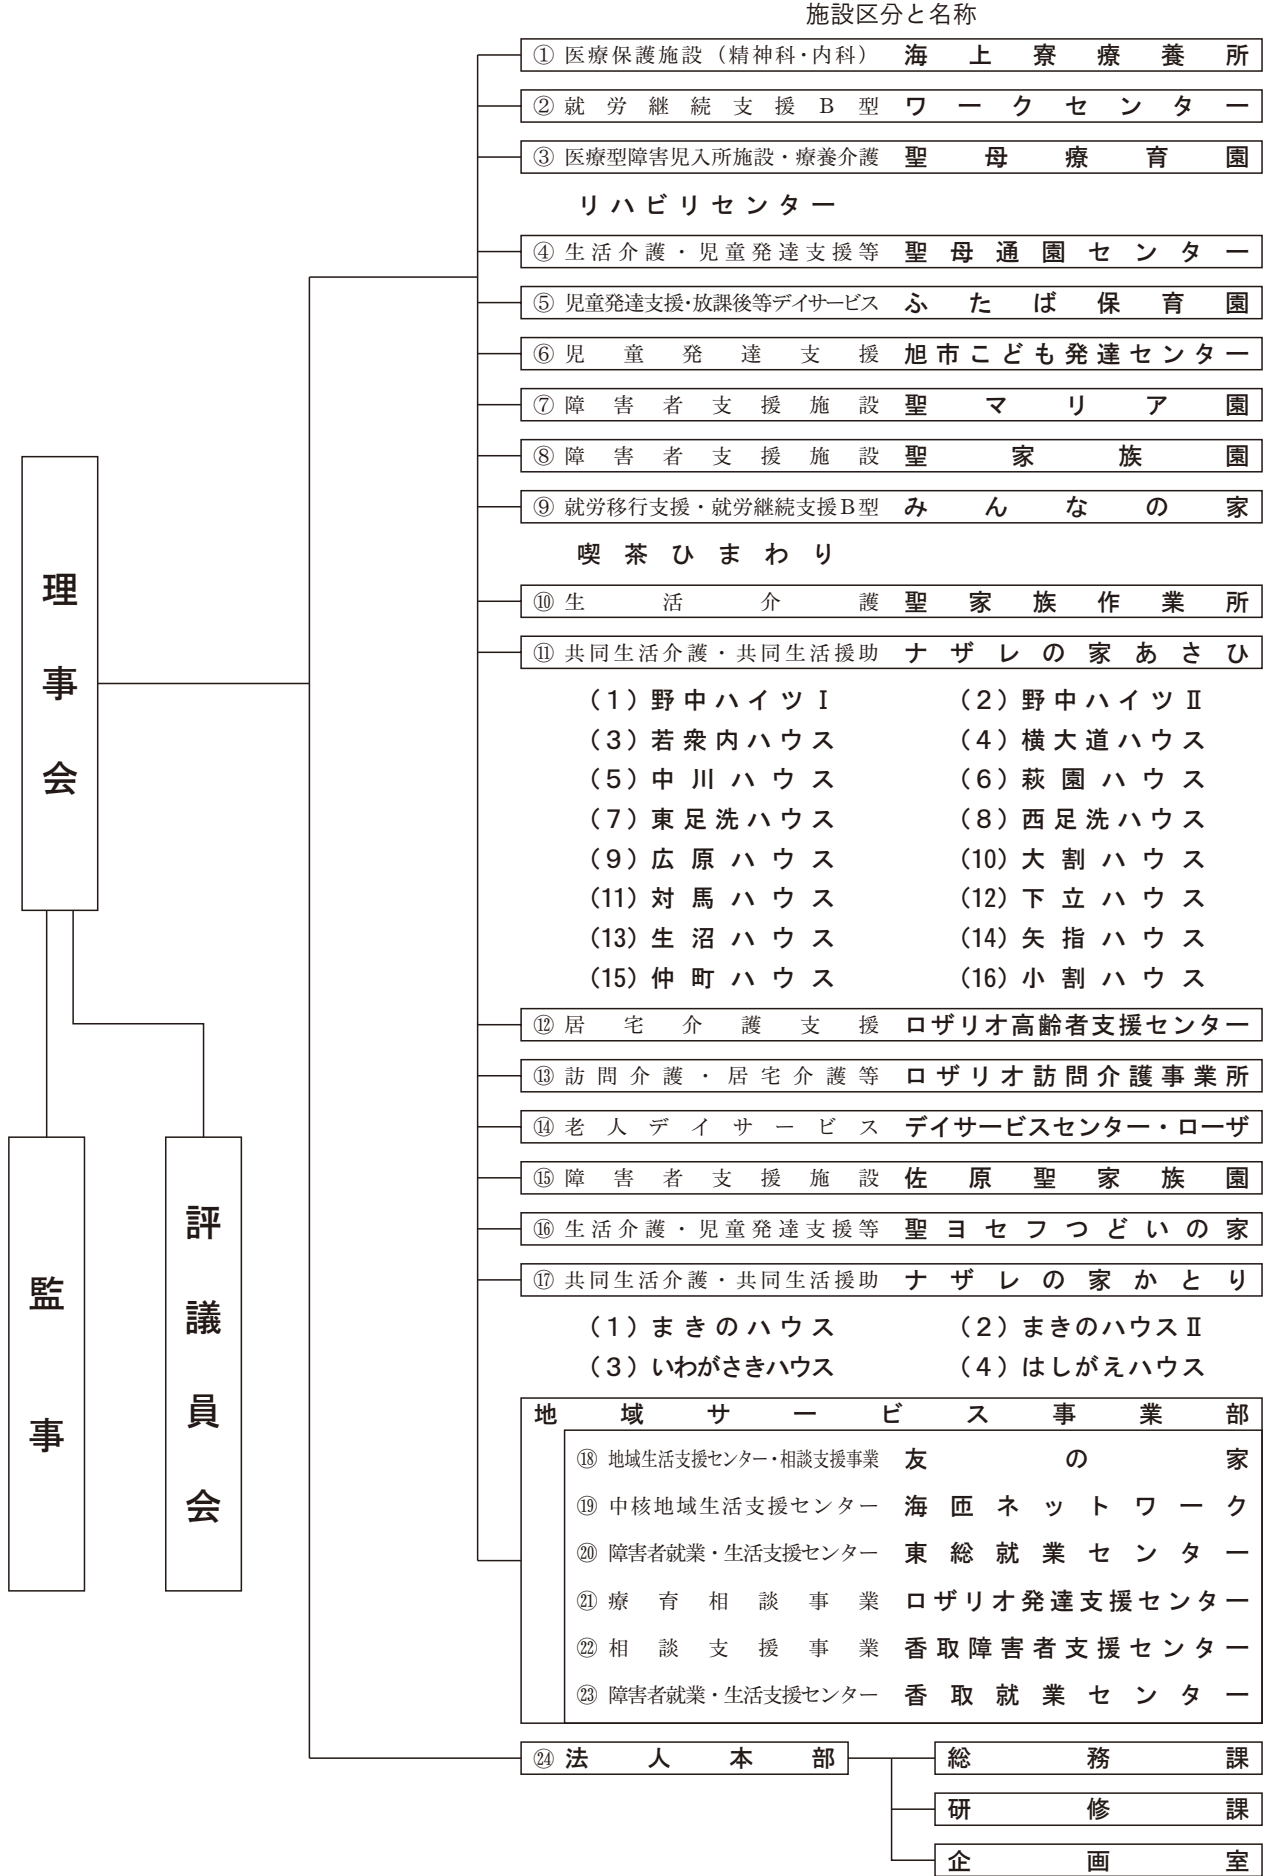 施設区分と名称
①医療保護施設（精神科・内科） 海上寮療養所
②就労継続支援Ｂ型 ワークセンター
③医療型障害児入所施設・療養介護 聖母療育園
リハビリセンター
④生活介護・児童発達支援等 聖母通園センター
⑤児童発達支援・放課後等デイサービス ふたば保育園
⑥児童発達支援 旭市こども発達センター
⑦障害者支援施設 聖マリア園
⑧障害者支援施設 聖家族園
⑨就労移行支援・就労継続支援Ｂ型 みんなの家
喫茶ひまわり
⑩生活介護 聖家族作業所
⑪共同生活介護・共同生活援助 ナザレの家あさひ
（1）野中ハイツⅠ （2）野中ハイツⅡ
（3）若衆内ハウス （4）横大道ハウス
（5）中川ハウス （6）萩園ハウス
（7）東足洗ハウス （8）西足洗ハウス
（9）広原ハウス （10）大割ハウス
（11）対馬ハウス （12）下立ハウス
（13）生沼ハウス （14）矢指ハウス
（15）仲町ハウス （16）小割ハウス
⑫居宅介護支援 ロザリオ高齢者支援センター
⑬訪問介護・居宅介護等 ロザリオ訪問介護事業所
⑭老人デイサービス デイサービスセンター・ローザ
⑮障害者支援施設 佐原聖家族園
⑯生活介護・児童発達支援等 聖ヨセフつどいの家
⑰共同生活介護・共同生活援助 ナザレの家かとり
（1）まきのハウス （2）まきのハウスⅡ
（3）いわがさきハウス （4）はしがえハウス
地域サービス事業部
⑱地域生活支援センター・相談支援事業 友の家
⑲中核地域生活支援センター 海匝ネットワーク
⑳障害者就業・生活支援センター 東総就業センター
㉑療育相談事業 ロザリオ発達支援センター
㉒相談支援事業 香取障害者支援センター
㉓障害者就業・生活支援センター 香取就業センター
㉔法人本部 総務課
研修課
企画室
理事会
監事
評議員会